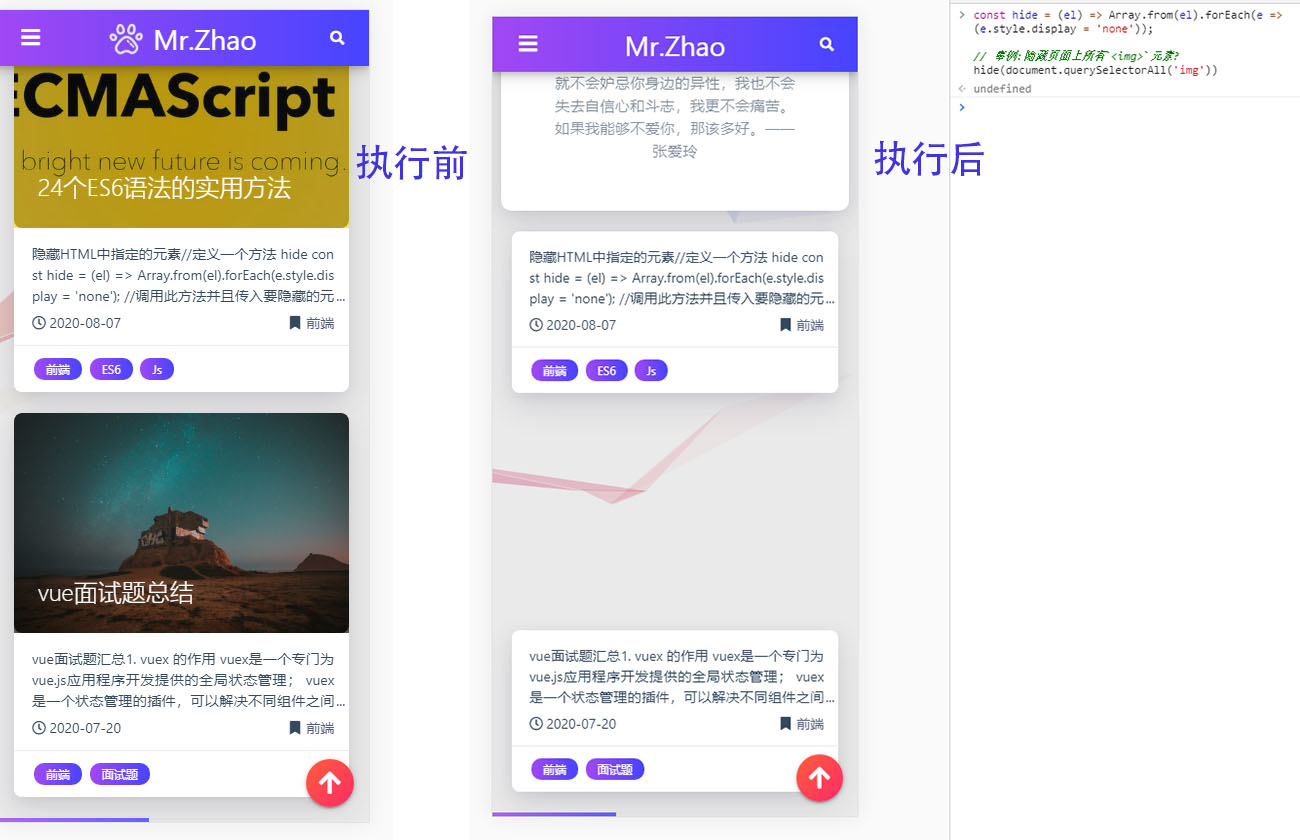 Mr.Zhao
ECMAScript
bright new future is coming.
24个ES6语法的实用方法
隐藏HTML中指定的元素//定义一个方法 hide con
st hide = (el) => Array.from(el).forEach(e.style.dis
play = 'none'); //调用此方法并且传入要隐藏的元...
2020-08-07 前端
前端 ES6 Js
vue面试题总结
vue面试题汇总1. vuex 的作用 vuex是一个专门为
vue.js应用程序开发提供的全局状态管理； vuex
是一个状态管理的插件，可以解决不同组件之间...
2020-07-20 前端
前端 面试题
执行前
Mr.Zhao
就不会妒忌你身边的异性，我也不会
失去自信心和斗志，我更不会痛苦。
如果我能够不爱你，那该多好。——
张爱玲
隐藏HTML中指定的元素//定义一个方法 hide con
st hide = (el) => Array.from(el).forEach(e.style.dis
play = 'none'); //调用此方法并且传入要隐藏的元...
2020-08-07 前端
前端 ES6 Js
vue面试题汇总1. vuex 的作用 vuex是一个专门为
vue.js应用程序开发提供的全局状态管理； vuex
是一个状态管理的插件，可以解决不同组件之间...
2020-07-20 前端
前端 面试题
执行后
const hide = (el) => Array.from(el).forEach(e =>
(e.style.display = 'none'));
// 事例:隐藏页面上所有`<img>`元素?
hide(document.querySelectorAll('img'))
undefined